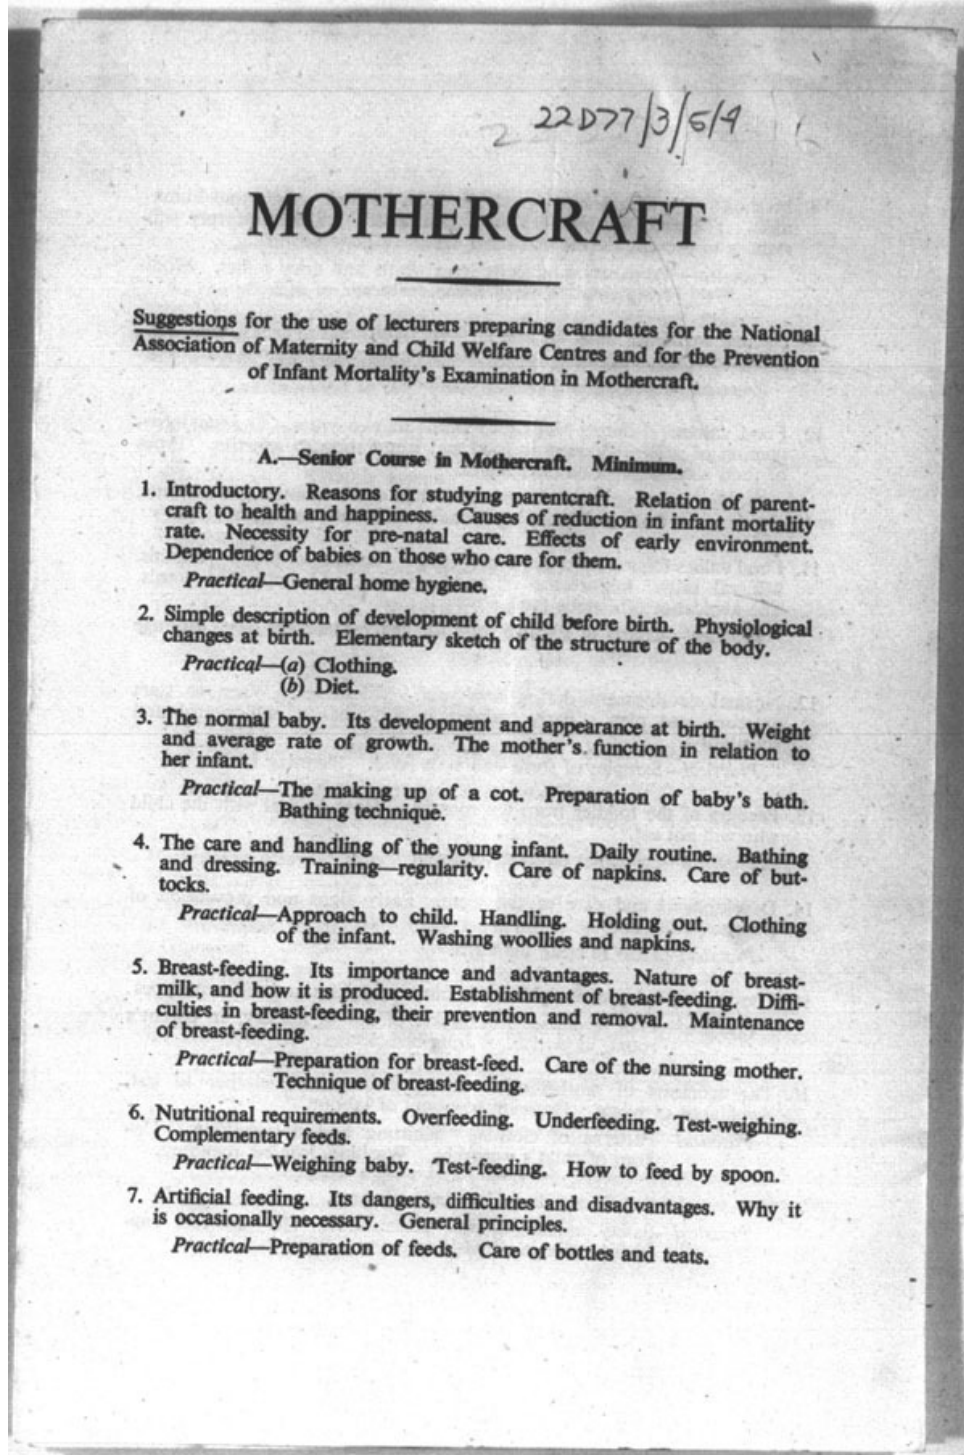 22D77/3/5/4
MOTHERCRAFT
Suggestions for the use of lecturers preparing candidates for the National
Association of Maternity and Child Welfare Centres and for the Prevention
of Infant Mortality's Examination in Mothercraft.
A.—Senior Course in Mothercraft. Minimum.
1. Introductory. Reasons for studying parentcraft. Relation of parent-
craft to health and happiness. Causes of reduction in infant mortality
rate. Necessity for pre-natal care. Effects of early environment.
Dependence of babies on those who care for them.
Practical—General home hygiene.
2. Simple description of development of child before birth. Physiological
changes at birth. Elementary sketch of the structure of the body.
Practical—(a) Clothing.
(b) Diet.
3. The normal baby. Its development and appearance at birth. Weight
and average rate of growth. The mother's function in relation to
her infant.
Practical—The making up of a cot. Preparation of baby's bath.
Bathing technique.
4. The care and handling of the young infant. Daily routine. Bathing
and dressing. Training—regularity. Care of napkins. Care of but-
tocks.
Practical—Approach to child. Handling. Holding out. Clothing
of the infant. Washing woollies and napkins.
5. Breast-feeding. Its importance and advantages. Nature of breast-
milk, and how it is produced. Establishment of breast-feeding. Diffi-
culties in breast-feeding, their prevention and removal. Maintenance
of breast-feeding.
Practical—Preparation for breast-feed. Care of the nursing mother.
Technique of breast-feeding.
6. Nutritional requirements. Overfeeding. Underfeeding. Test-weighing.
Complementary feeds.
Practical—Weighing baby. Test-feeding. How to feed by spoon.
7. Artificial feeding. Its dangers, difficulties and disadvantages. Why it
is occasionally necessary. General principles.
Practical—Preparation of feeds. Care of bottles and teats.